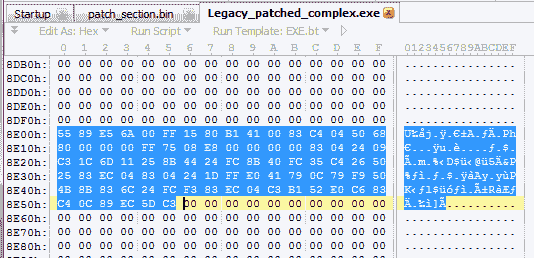 Startup patch_section.bin Legacy_patched_complex.exe
Edit As: Hex Run Script Run Template: EXE.bt
0 1 2 3 4 5 6 7 8 9 A B C D E F 0123456789ABCDEF
8DB0h: 00 00 00 00 00 00 00 00 00 00 00 00 00 00 00 00 ................
8DC0h: 00 00 00 00 00 00 00 00 00 00 00 00 00 00 00 00 ................
8DD0h: 00 00 00 00 00 00 00 00 00 00 00 00 00 00 00 00 ................
8DE0h: 00 00 00 00 00 00 00 00 00 00 00 00 00 00 00 00 ................
8DF0h: 00 00 00 00 00 00 00 00 00 00 00 00 00 00 00 00 ................
8E00h: 55 89 E5 6A 00 FF 15 80 B1 41 00 83 C4 04 50 68 U‰åj.ÿ.€±A.ƒÄ.Ph
8E10h: 80 00 00 00 FF 75 08 E8 00 00 00 00 83 04 24 09 €...ÿu.è....ƒ.$.
8E20h: C3 1C 6D 11 25 8B 44 24 FC 8B 40 FC 35 C4 26 50 Ã.m.%‹D$ü‹@ü5Ä&P
8E30h: 25 83 EC 04 83 04 24 1D FF E0 41 79 0C 79 F9 50 %ƒì.ƒ.$.ÿàAy.yùP
8E40h: 4B 8B 83 6C 24 FC F3 83 EC 04 C3 B1 52 E0 C6 83 K‹ƒl$üóƒì.Ã±RàÆƒ
8E50h: C4 0C 89 EC 5D C3 00 00 00 00 00 00 00 00 00 00 Ä.‰ì]Ã..........
8E60h: 00 00 00 00 00 00 00 00 00 00 00 00 00 00 00 00 ................
8E70h: 00 00 00 00 00 00 00 00 00 00 00 00 00 00 00 00 ................
8E80h: 00 00 00 00 00 00 00 00 00 00 00 00 00 00 00 00 ................
8E90h: 00 00 00 00 00 00 00 00 00 00 00 00 00 00 00 00 ................